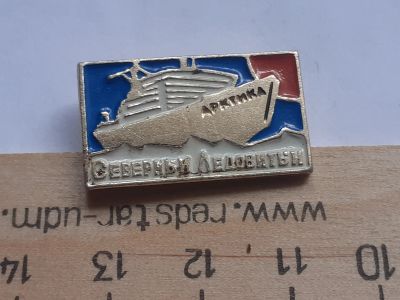 АРКТИКА
СЕВЕРНЫЙ ЛЕДОВИТЫЙ
www.redstar-udm.
14 13 12 11 10